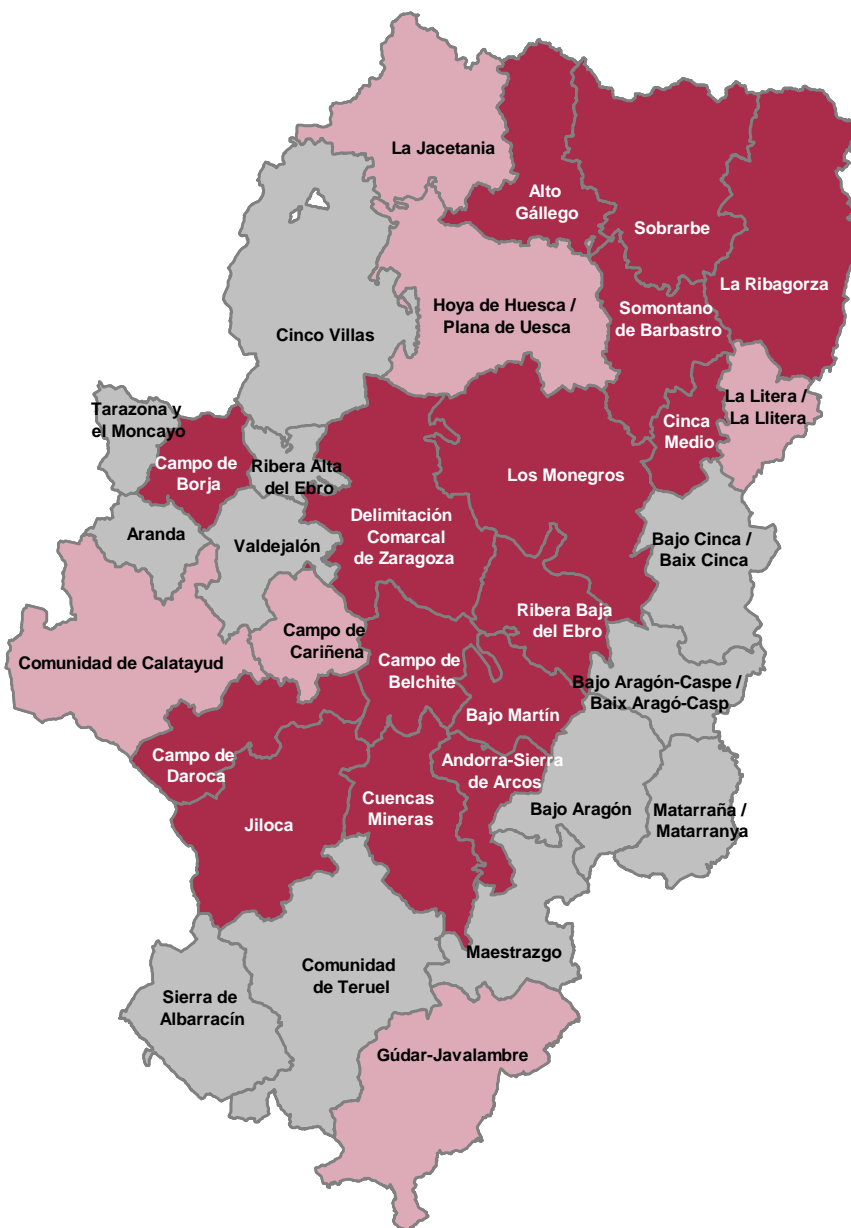 La Jacetania
Alto
Gállego
Sobrarbe
La Ribagorza
Hoya de Huesca /
Plana de Uesca
Somontano
de Barbastro
Cinco Villas
La Litera /
La Llitera
Tarazona y
el Moncayo
Cinca
Medio
Campo de
Borja
Ribera Alta
del Ebro
Los Monegros
Delimitación
Comarcal
de Zaragoza
Aranda
Valdejalón
Bajo Cinca /
Baix Cinca
Ribera Baja
del Ebro
Campo de
Cariñena
Comunidad de Calatayud
Campo de
Belchite
Bajo Aragón-Caspe /
Baix Aragó-Casp
Bajo Martín
Campo de
Daroca
Andorra-Sierra
de Arcos
Cuencas
Mineras
Bajo Aragón
Matarraña /
Matarranya
Jiloca
Maestrazgo
Comunidad
de Teruel
Sierra de
Albarracín
Gúdar-Javalambre